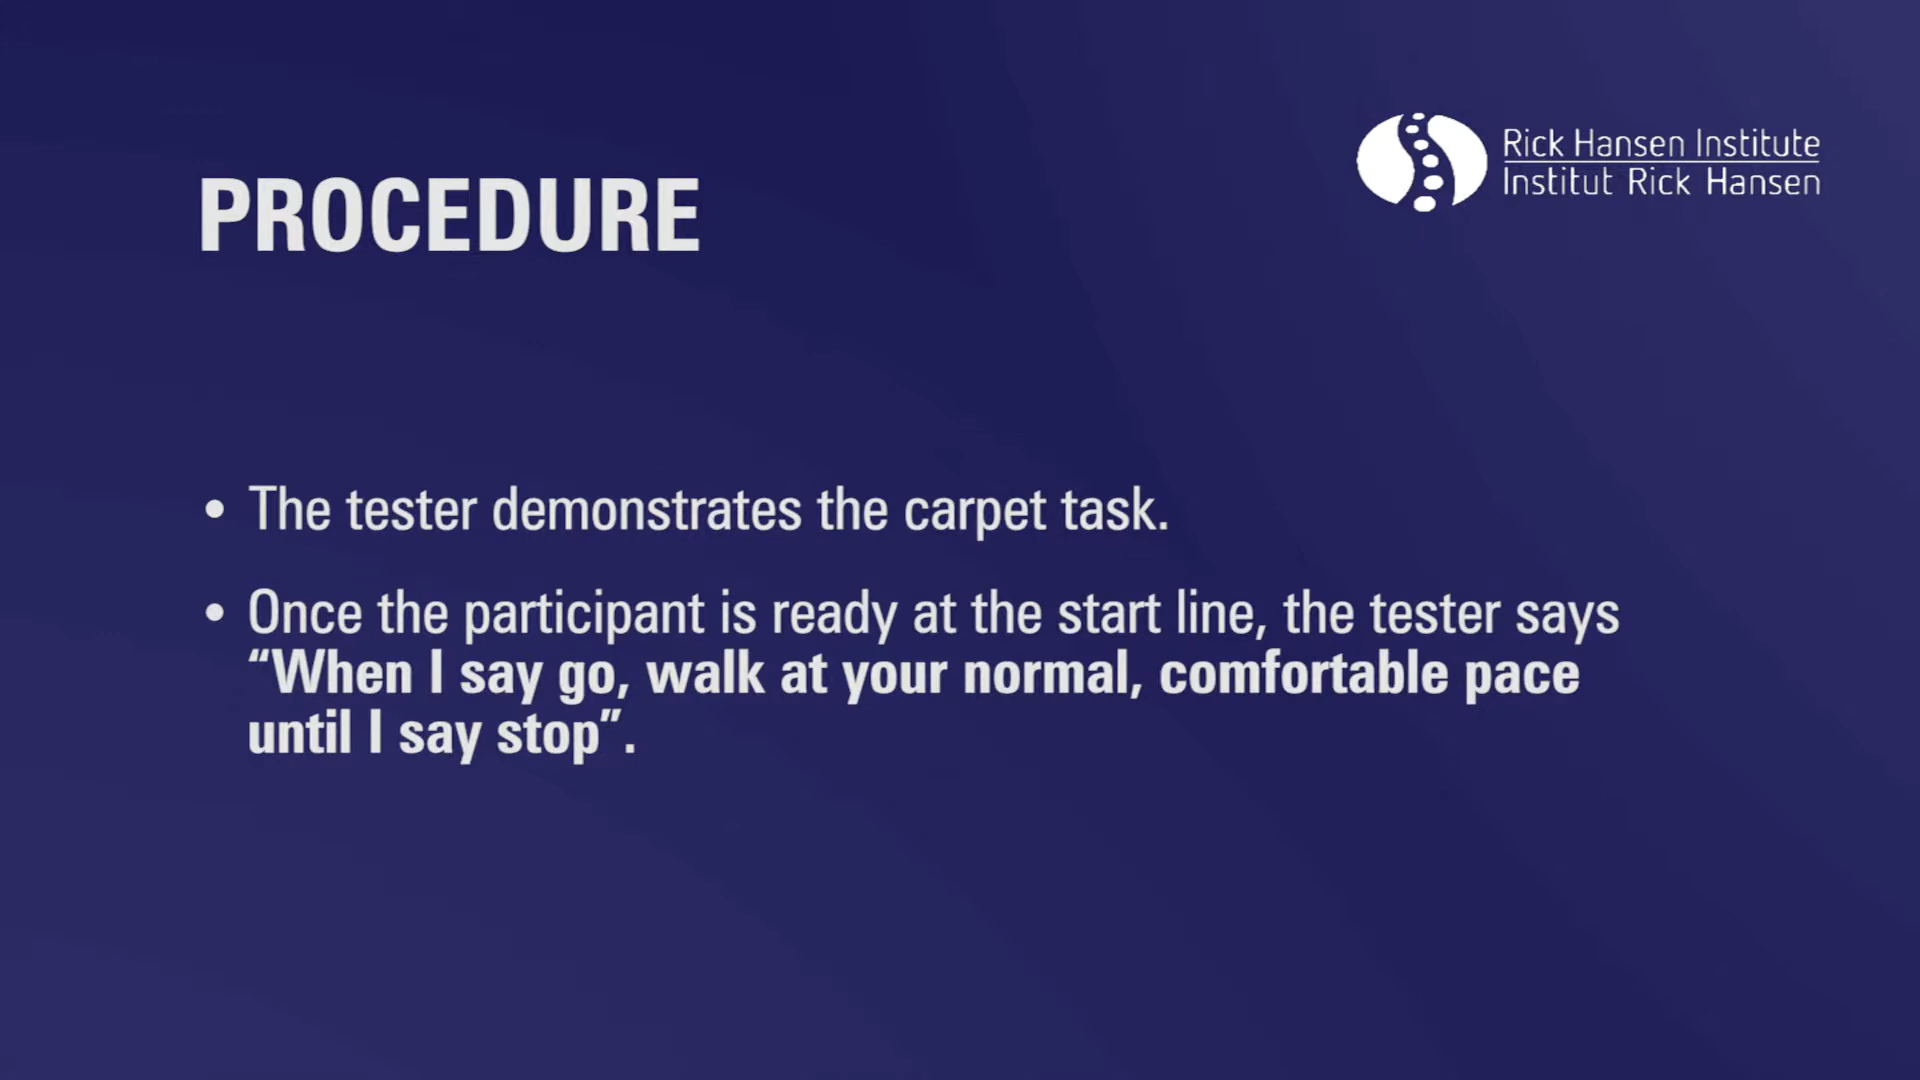 PROCEDURE
Rick Hansen Institute
Institut Rick Hansen
• The tester demonstrates the carpet task.
• Once the participant is ready at the start line, the tester says
“When I say go, walk at your normal, comfortable pace
until I say stop”.